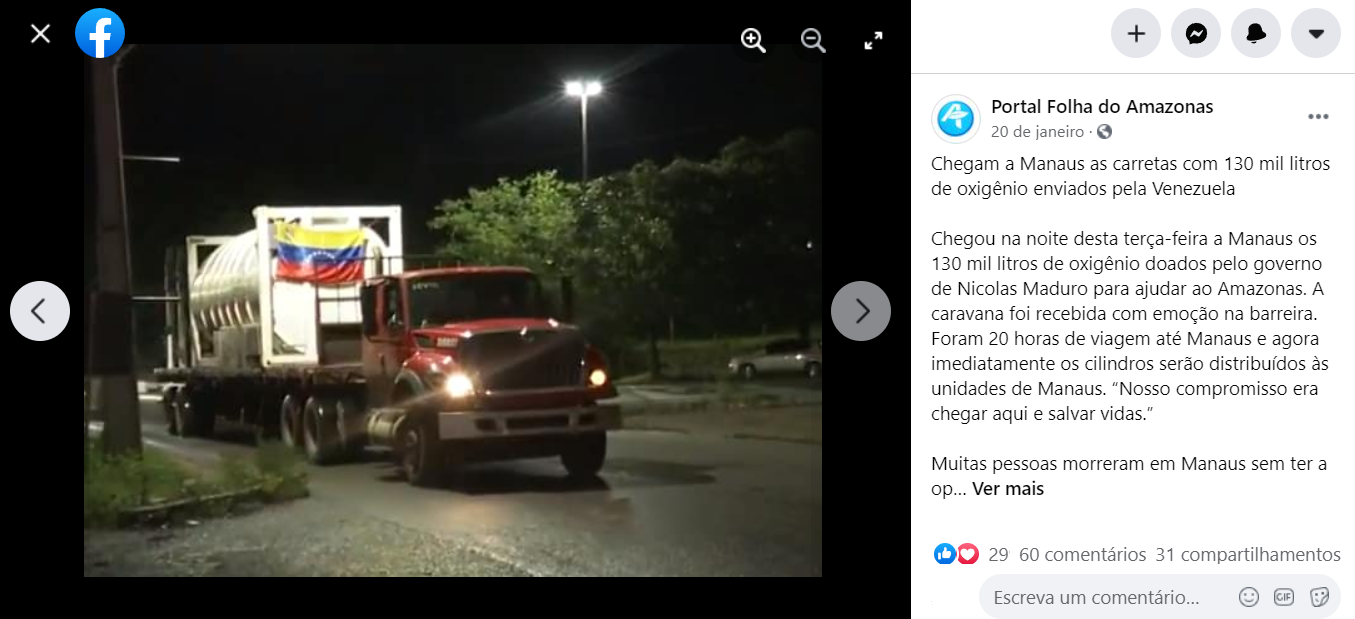 Portal Folha do Amazonas
20 de janeiro ·
Chegam a Manaus as carretas com 130 mil litros
de oxigênio enviados pela Venezuela
Chegou na noite desta terça-feira a Manaus os
130 mil litros de oxigênio doados pelo governo
de Nicolas Maduro para ajudar ao Amazonas. A
caravana foi recebida com emoção na barreira.
Foram 20 horas de viagem até Manaus e agora
imediatamente os cilindros serão distribuídos às
unidades de Manaus. “Nosso compromisso era
chegar aqui e salvar vidas.”
Muitas pessoas morreram em Manaus sem ter a
op... Ver mais
29 60 comentários 31 compartilhamentos
Escreva um comentário...
GIF